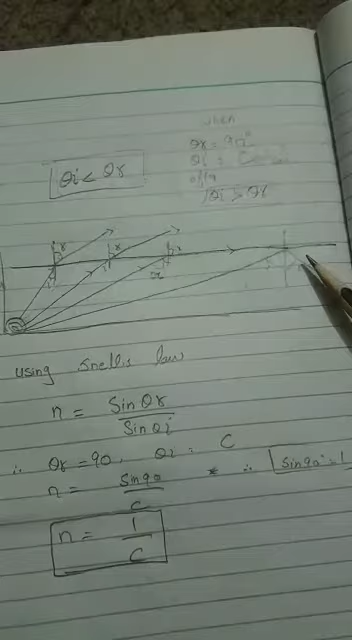 when
θr = 90°
θi =
θi < θr
θi > θr
i r
i r
i r
using Snell's law
n = Sin θr / Sin θi
∴ θr = 90, θi = C
n = Sin 90 / C * ∴ Sin 90° = 1
n = 1 / C